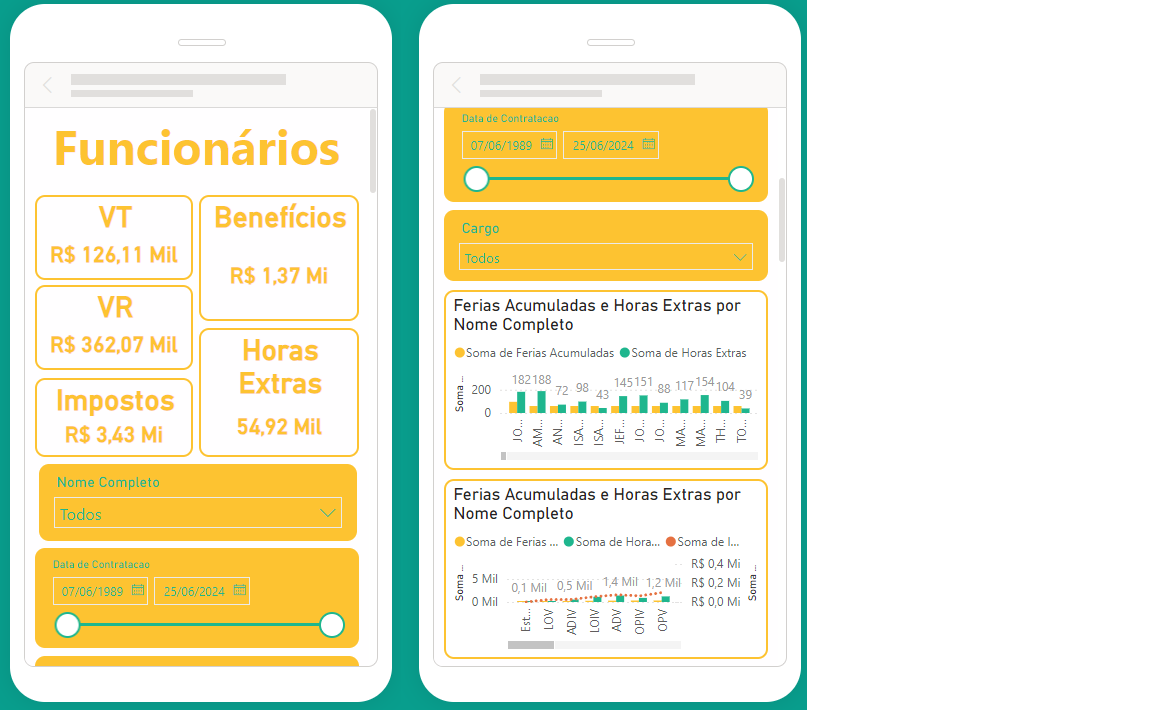 Funcionários
VT
R$ 126,11 Mil
Benefícios
R$ 1,37 Mi
VR
R$ 362,07 Mil
Horas
Extras
54,92 Mil
Impostos
R$ 3,43 Mi
Nome Completo
Todos
Data de Contratacao
07/06/1989
25/06/2024
Data de Contratacao
07/06/1989
25/06/2024
Cargo
Todos
Ferias Acumuladas e Horas Extras por
Nome Completo
Soma de Ferias Acumuladas
Soma de Horas Extras
Soma ...
200
0
182
188
72
98
43
145
151
88
117
154
104
39
JO...
AM...
AN...
ISA...
ISA...
JEF...
JO...
JO...
MA...
MA...
TH...
TO...
Ferias Acumuladas e Horas Extras por
Nome Completo
Soma de Ferias ...
Soma de Hora...
Soma de I...
Soma ...
5 Mil
0 Mil
0,1 Mil
0,5 Mil
1,4 Mil
1,2 Mil
R$ 0,4 Mi
R$ 0,2 Mi
R$ 0,0 Mi
Soma ...
Est...
LOV
ADIV
LOIV
ADV
OPIV
OPV